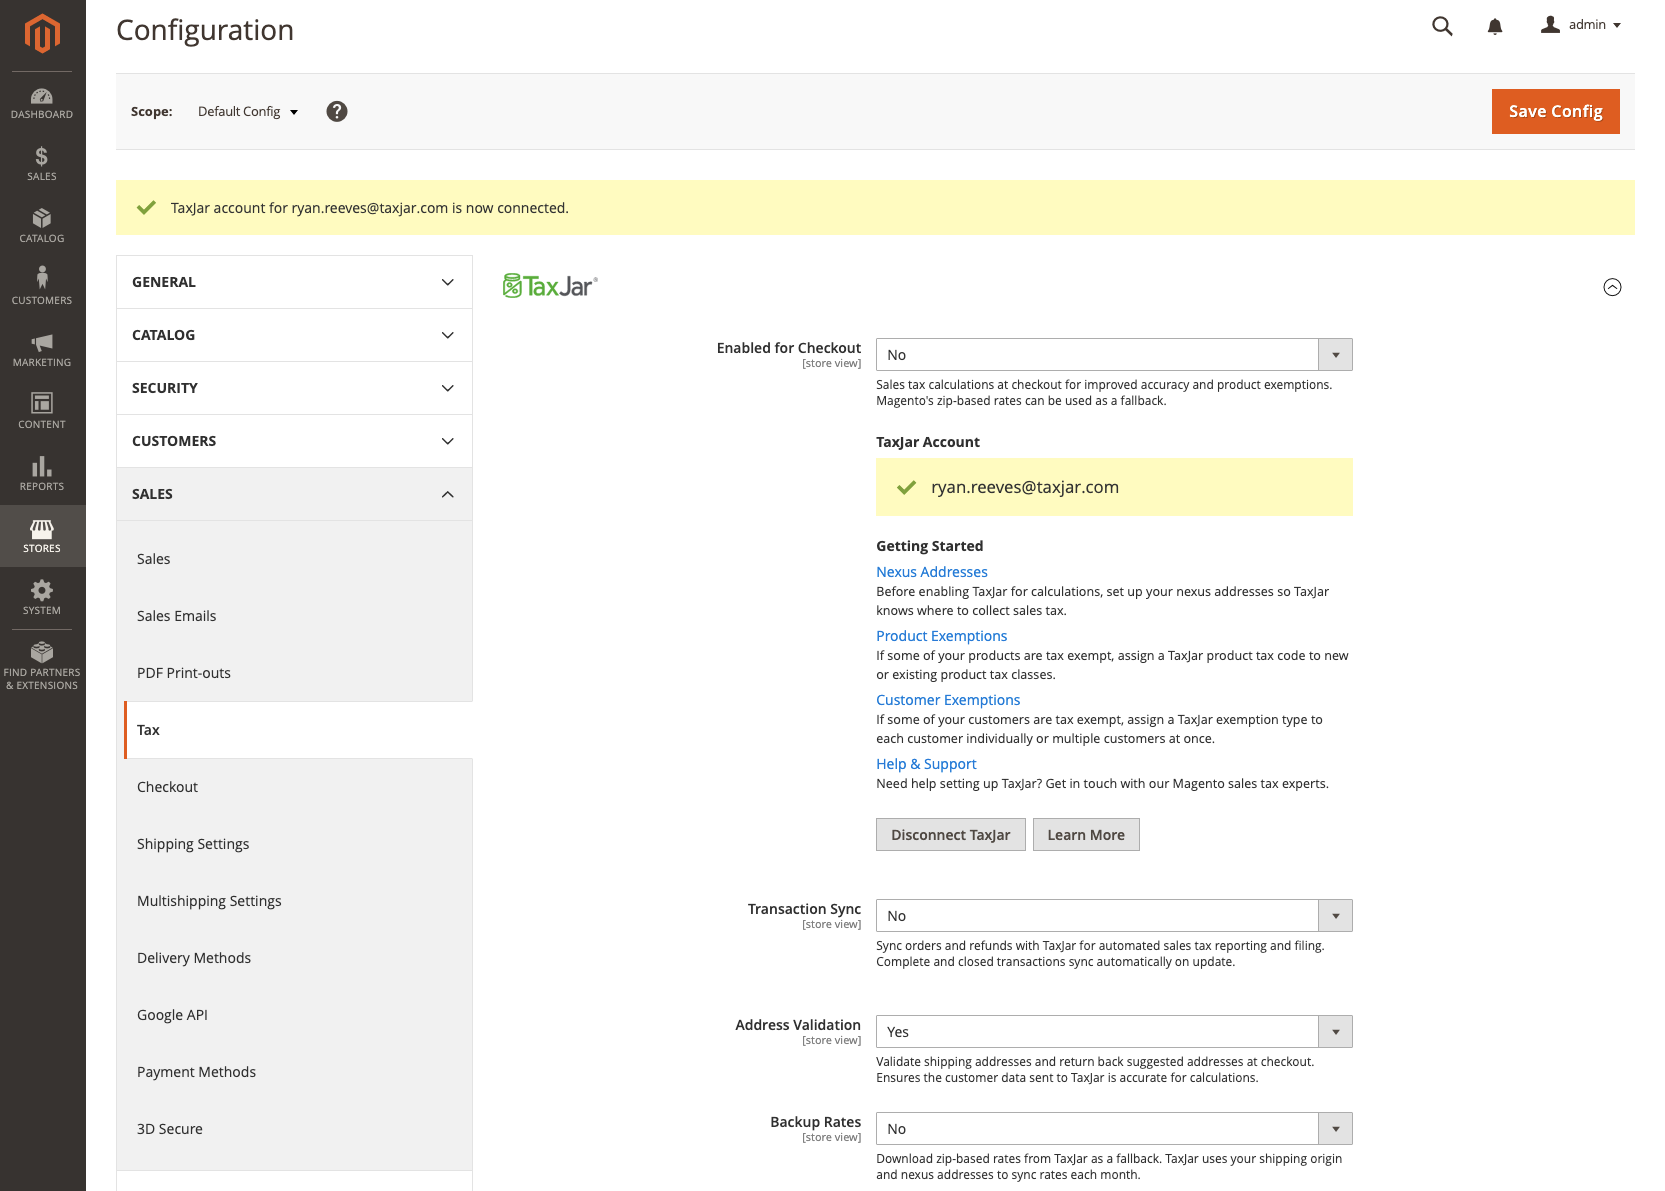 Configuration
admin
DASHBOARD
SALES
CATALOG
CUSTOMERS
MARKETING
CONTENT
REPORTS
STORES
SYSTEM
FIND PARTNERS
& EXTENSIONS
Scope: Default Config ?
Save Config
TaxJar account for ryan.reeves@taxjar.com is now connected.
GENERAL
CATALOG
SECURITY
CUSTOMERS
SALES
Sales
Sales Emails
PDF Print-outs
Tax
Checkout
Shipping Settings
Multishipping Settings
Delivery Methods
Google API
Payment Methods
3D Secure
TaxJar®
Enabled for Checkout
[store view]
No
Sales tax calculations at checkout for improved accuracy and product exemptions.
Magento's zip-based rates can be used as a fallback.
TaxJar Account
ryan.reeves@taxjar.com
Getting Started
Nexus Addresses
Before enabling TaxJar for calculations, set up your nexus addresses so TaxJar
knows where to collect sales tax.
Product Exemptions
If some of your products are tax exempt, assign a TaxJar product tax code to new
or existing product tax classes.
Customer Exemptions
If some of your customers are tax exempt, assign a TaxJar exemption type to
each customer individually or multiple customers at once.
Help & Support
Need help setting up TaxJar? Get in touch with our Magento sales tax experts.
Disconnect TaxJar Learn More
Transaction Sync
[store view]
No
Sync orders and refunds with TaxJar for automated sales tax reporting and filing.
Complete and closed transactions sync automatically on update.
Address Validation
[store view]
Yes
Validate shipping addresses and return back suggested addresses at checkout.
Ensures the customer data sent to TaxJar is accurate for calculations.
Backup Rates
[store view]
No
Download zip-based rates from TaxJar as a fallback. TaxJar uses your shipping origin
and nexus addresses to sync rates each month.